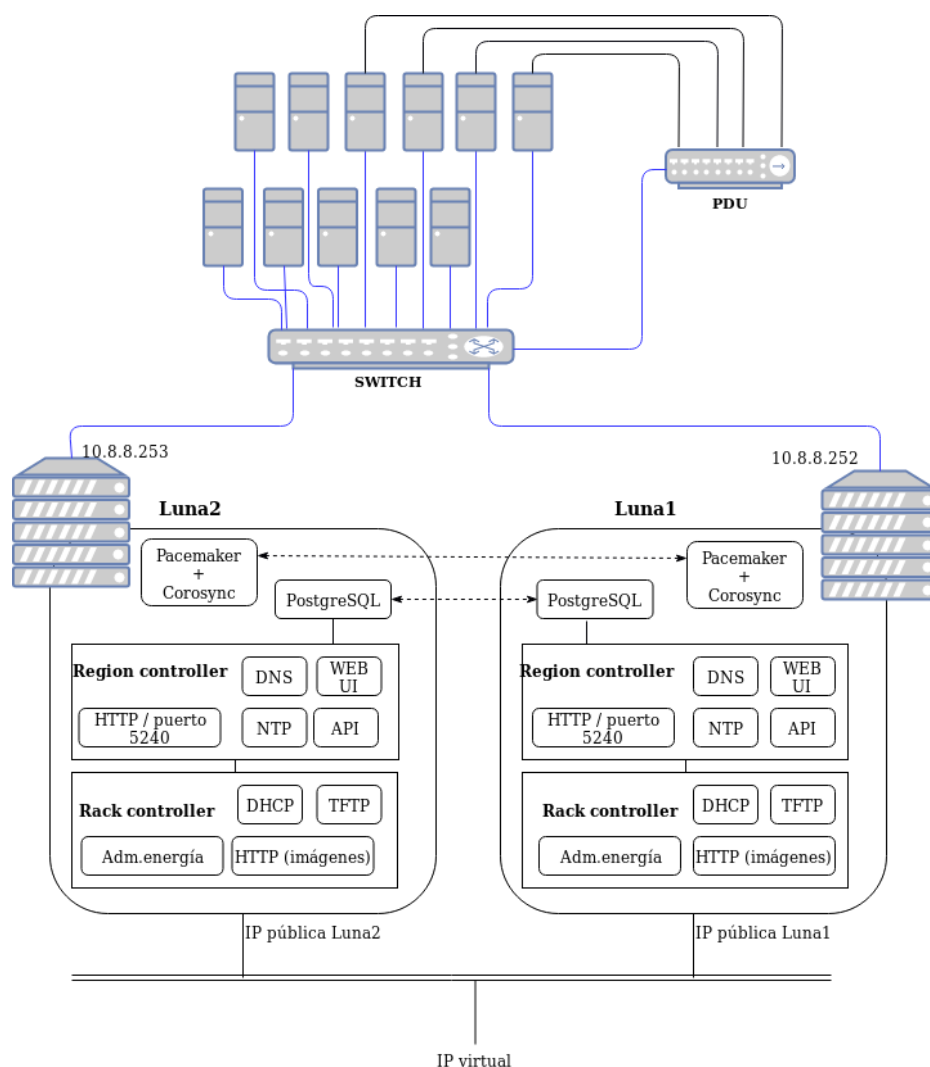 PDU
SWITCH
10.8.8.253
10.8.8.252
Luna2
Luna1
Pacemaker
+
Corosync
Pacemaker
+
Corosync
PostgreSQL
PostgreSQL
Region controller
DNS
WEB
UI
HTTP / puerto
5240
NTP
API
Region controller
DNS
WEB
UI
HTTP / puerto
5240
NTP
API
Rack controller
DHCP
TFTP
Adm.energía
HTTP (imágenes)
Rack controller
DHCP
TFTP
Adm.energía
HTTP (imágenes)
IP pública Luna2
IP pública Luna1
IP virtual